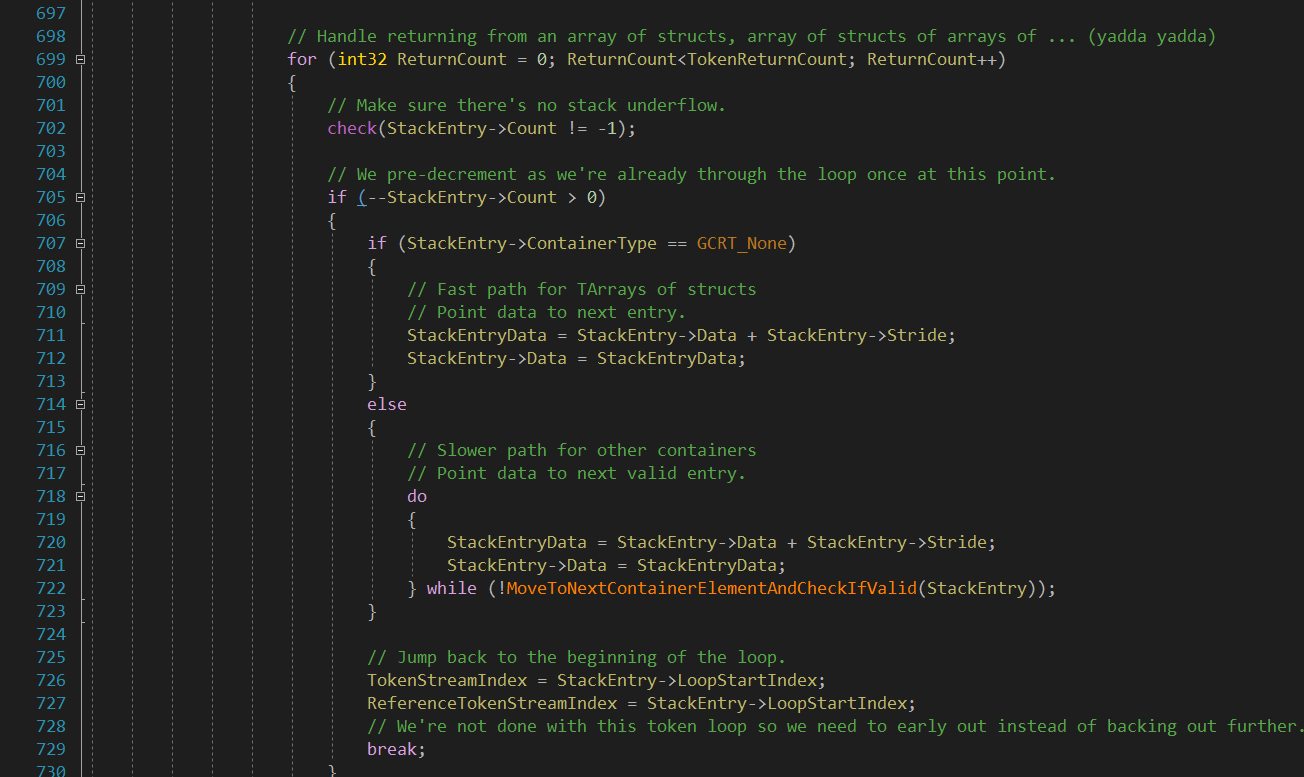 697
698 // Handle returning from an array of structs, array of structs of arrays of ... (yadda yadda)
699 for (int32 ReturnCount = 0; ReturnCount<TokenReturnCount; ReturnCount++)
700 {
701 // Make sure there's no stack underflow.
702 check(StackEntry->Count != -1);
703
704 // We pre-decrement as we're already through the loop once at this point.
705 if (--StackEntry->Count > 0)
706 {
707 if (StackEntry->ContainerType == GCRT_None)
708 {
709 // Fast path for TArrays of structs
710 // Point data to next entry.
711 StackEntryData = StackEntry->Data + StackEntry->Stride;
712 StackEntry->Data = StackEntryData;
713 }
714 else
715 {
716 // Slower path for other containers
717 // Point data to next valid entry.
718 do
719 {
720 StackEntryData = StackEntry->Data + StackEntry->Stride;
721 StackEntry->Data = StackEntryData;
722 } while (!MoveToNextContainerElementAndCheckIfValid(StackEntry));
723 }
724
725 // Jump back to the beginning of the loop.
726 TokenStreamIndex = StackEntry->LoopStartIndex;
727 ReferenceTokenStreamIndex = StackEntry->LoopStartIndex;
728 // We're not done with this token loop so we need to early out instead of backing out further.
729 break;
730 }